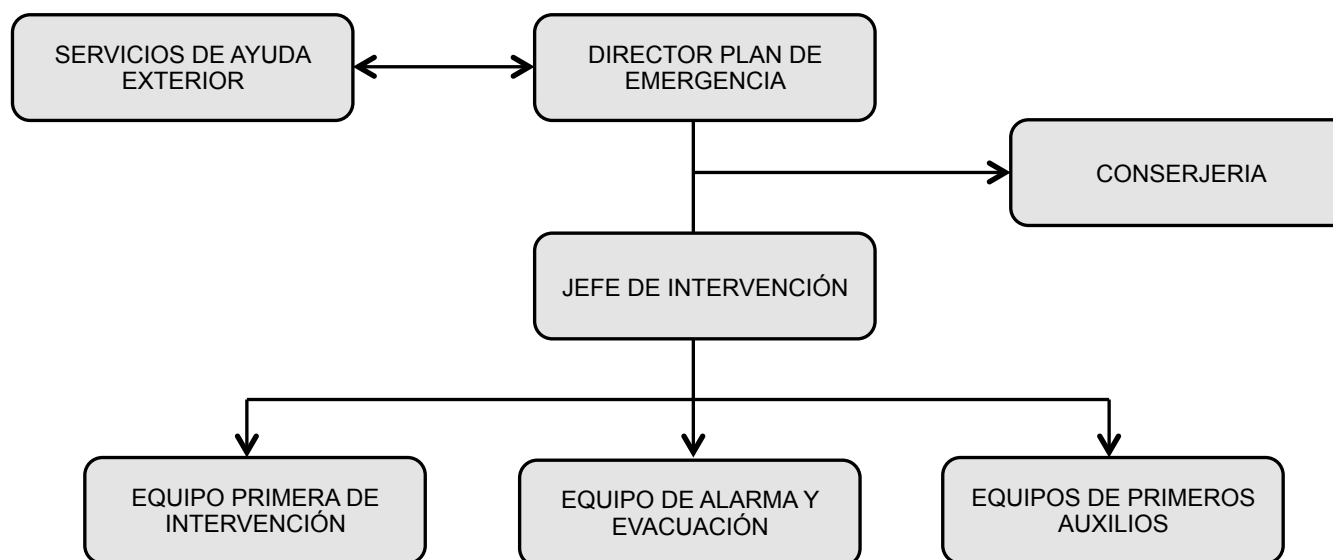 SERVICIOS DE AYUDA
EXTERIOR
DIRECTOR PLAN DE
EMERGENCIA
CONSERJERIA
JEFE DE INTERVENCIÓN
EQUIPO PRIMERA DE
INTERVENCIÓN
EQUIPO DE ALARMA Y
EVACUACIÓN
EQUIPOS DE PRIMEROS
AUXILIOS